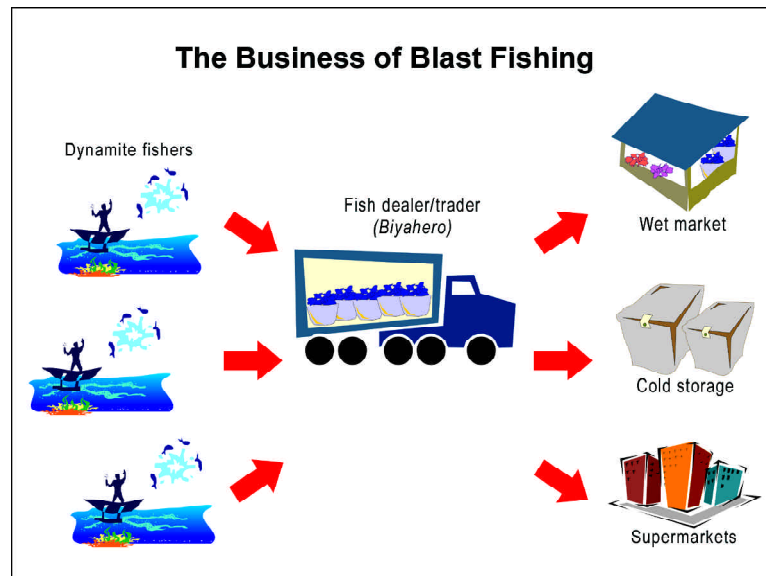 The Business of Blast Fishing
Dynamite fishers
Fish dealer/trader
(Biyahero)
Wet market
Cold storage
Supermarkets